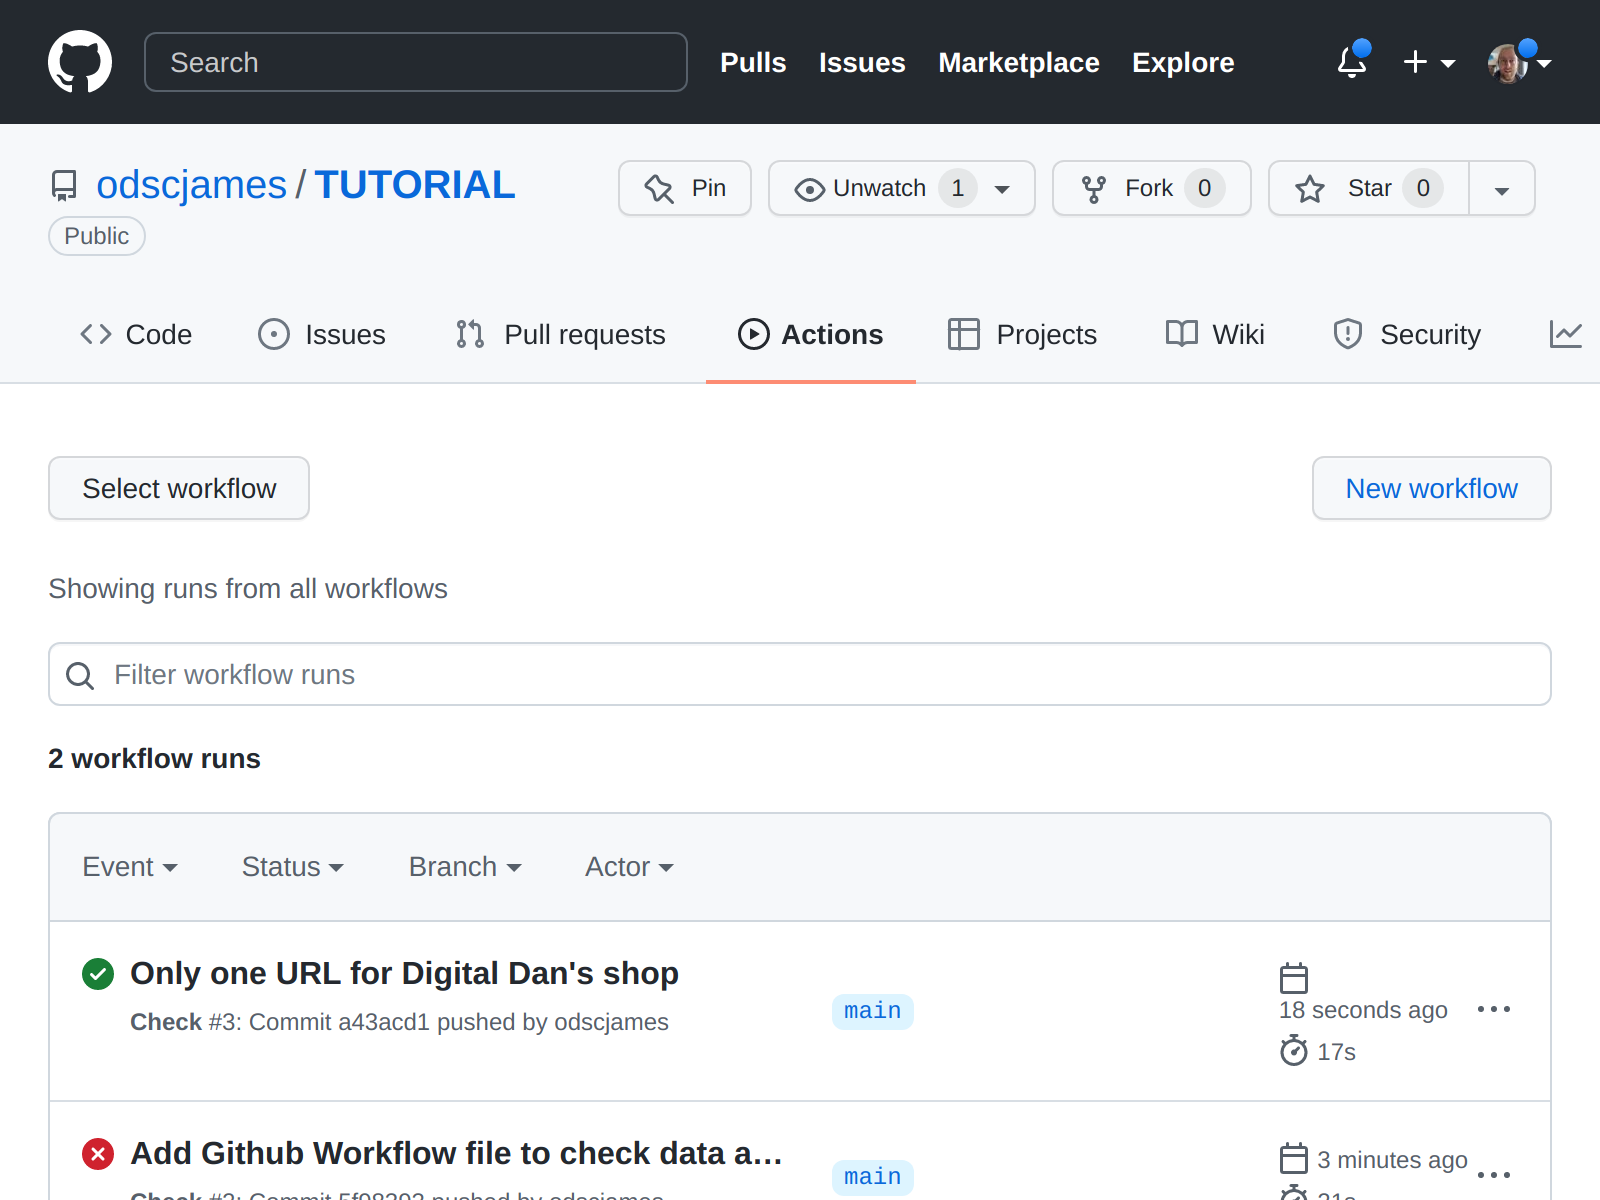 Search Pulls Issues Marketplace Explore
odscjames / TUTORIAL Pin Unwatch 1 Fork 0 Star 0
Public
Code Issues Pull requests Actions Projects Wiki Security
Select workflow New workflow
Showing runs from all workflows
Filter workflow runs
2 workflow runs
Event Status Branch Actor
Only one URL for Digital Dan's shop
Check #3: Commit a43acd1 pushed by odscjames
main
18 seconds ago
17s
Add Github Workflow file to check data a...
main
3 minutes ago